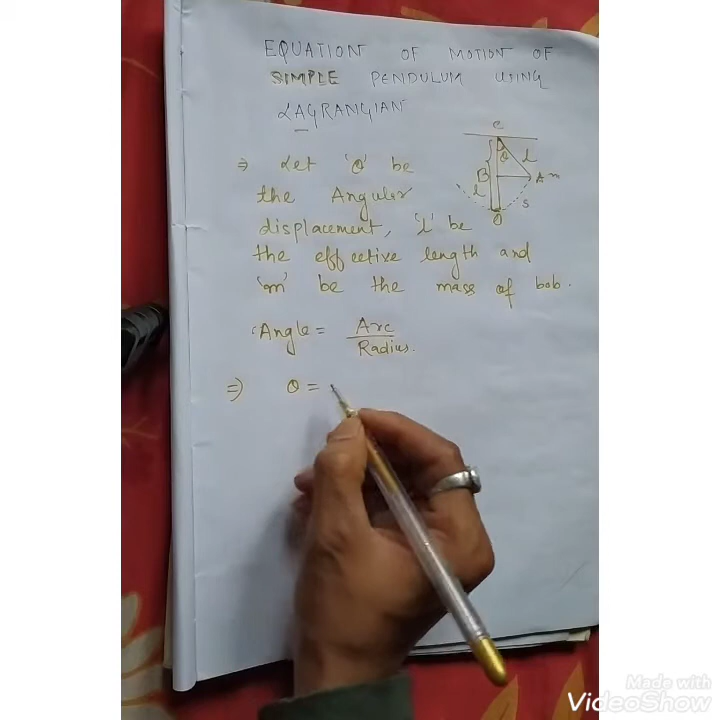 EQUATION OF MOTION OF
SIMPLE PENDULUM USING
LAGRANGIAN
⇒ Let 'θ' be
the Angular
displacement, 'l' be
the effective length and
'm' be the mass of bob.
C
θ l
B A m
l s
O
Angle = Arc
Radius.
⇒ θ =
Made with
VideoShow